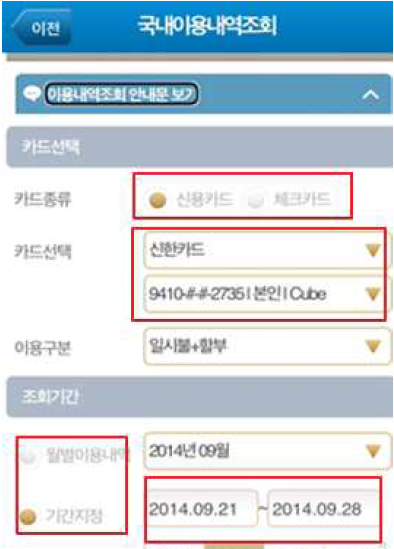 이전
국내이용내역조회
이용내역조회 안내문 보기
카드선택
카드종류
신용카드 체크카드
카드선택
신한카드
9410-#-#-2735 I 본인 I Cube
이용구분
일시불+할부
조회기간
월별이용내역
2014년 09월
기간지정
2014.09.21 ~ 2014.09.28